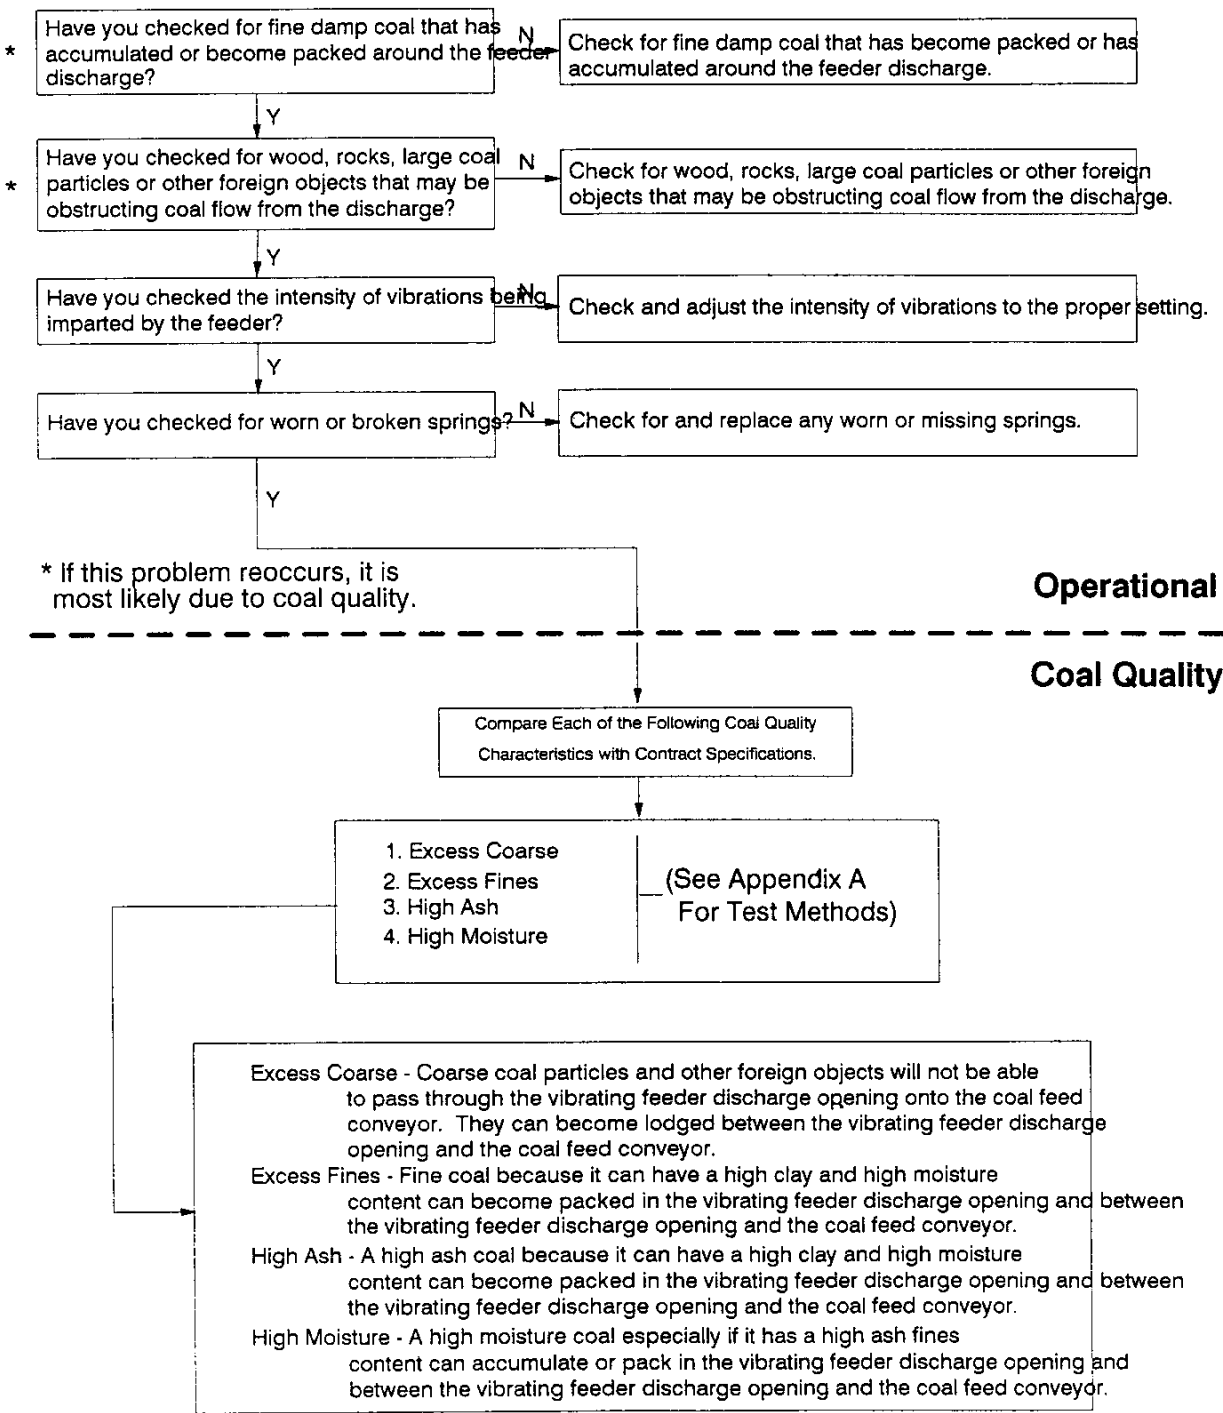 Have you checked for fine damp coal that has
accumulated or become packed around the feeder
discharge?
*
N
Check for fine damp coal that has become packed or has
accumulated around the feeder discharge.
Y
Have you checked for wood, rocks, large coal
particles or other foreign objects that may be
obstructing coal flow from the discharge?
*
N
Check for wood, rocks, large coal particles or other foreign
objects that may be obstructing coal flow from the discharge.
Y
Have you checked the intensity of vibrations being
imparted by the feeder?
N
Check and adjust the intensity of vibrations to the proper setting.
Y
Have you checked for worn or broken springs?
N
Check for and replace any worn or missing springs.
Y
* If this problem reoccurs, it is
most likely due to coal quality.
Operational
Coal Quality
Compare Each of the Following Coal Quality
Characteristics with Contract Specifications.
1. Excess Coarse
2. Excess Fines
3. High Ash
4. High Moisture
(See Appendix A
For Test Methods)
Excess Coarse - Coarse coal particles and other foreign objects will not be able
to pass through the vibrating feeder discharge opening onto the coal feed
conveyor. They can become lodged between the vibrating feeder discharge
opening and the coal feed conveyor.
Excess Fines - Fine coal because it can have a high clay and high moisture
content can become packed in the vibrating feeder discharge opening and between
the vibrating feeder discharge opening and the coal feed conveyor.
High Ash - A high ash coal because it can have a high clay and high moisture
content can become packed in the vibrating feeder discharge opening and between
the vibrating feeder discharge opening and the coal feed conveyor.
High Moisture - A high moisture coal especially if it has a high ash fines
content can accumulate or pack in the vibrating feeder discharge opening and
between the vibrating feeder discharge opening and the coal feed conveyor.